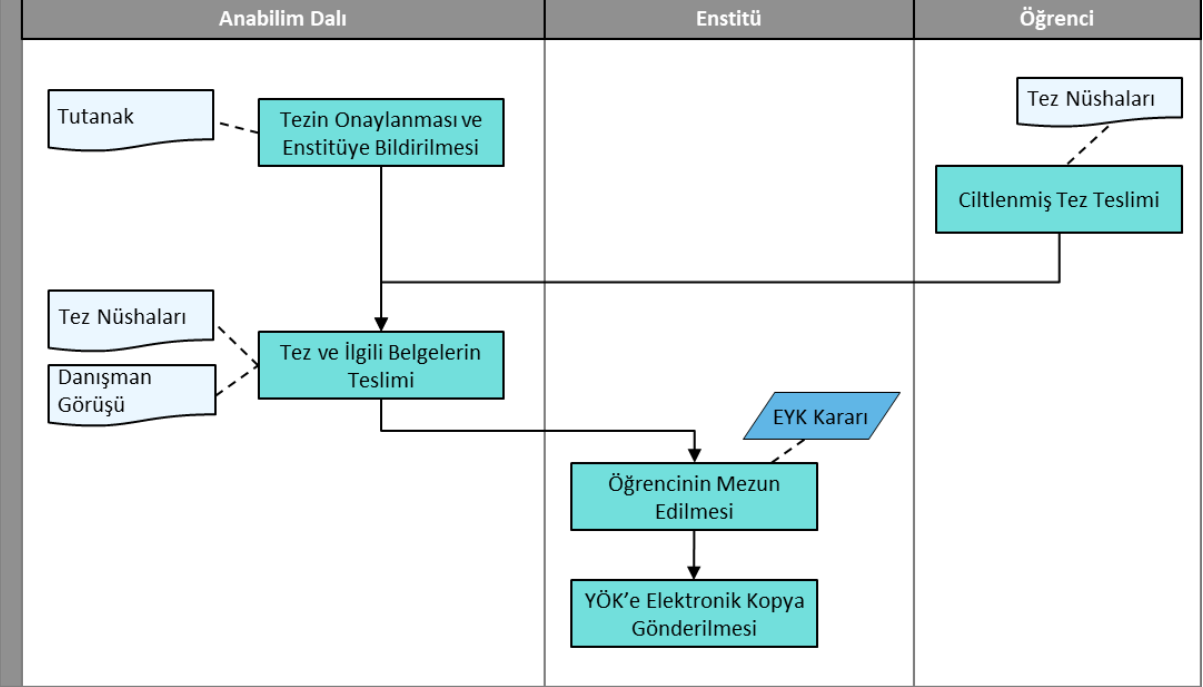 Anabilim Dalı
Enstitü
Öğrenci
Tutanak
Tezin Onaylanması ve
Enstitüye Bildirilmesi
Tez Nüshaları
Ciltlenmiş Tez Teslimi
Tez Nüshaları
Danışman
Görüşü
Tez ve İlgili Belgelerin
Teslimi
EYK Kararı
Öğrencinin Mezun
Edilmesi
YÖK’e Elektronik Kopya
Gönderilmesi